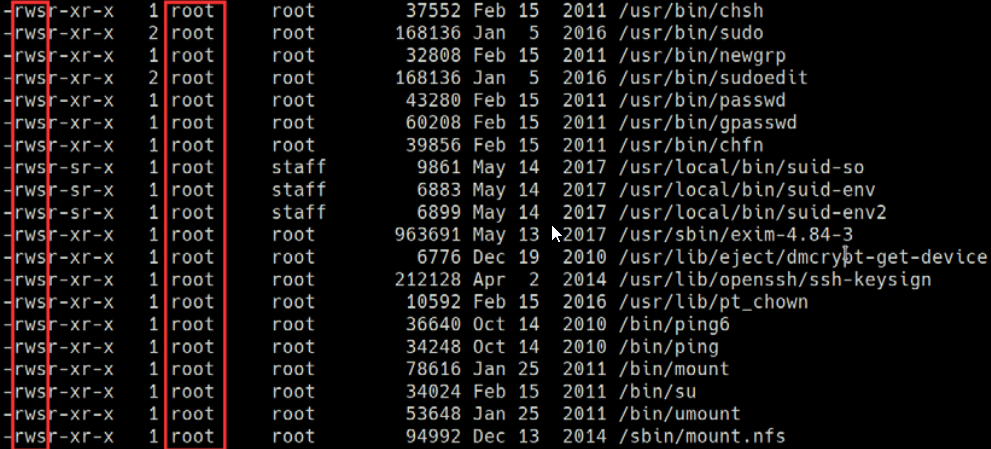 -rwsr-xr-x 1 root root 37552 Feb 15 2011 /usr/bin/chsh
-rwsr-xr-x 2 root root 168136 Jan 5 2016 /usr/bin/sudo
-rwsr-xr-x 1 root root 32808 Feb 15 2011 /usr/bin/newgrp
-rwsr-xr-x 2 root root 168136 Jan 5 2016 /usr/bin/sudoedit
-rwsr-xr-x 1 root root 43280 Feb 15 2011 /usr/bin/passwd
-rwsr-xr-x 1 root root 60208 Feb 15 2011 /usr/bin/gpasswd
-rwsr-xr-x 1 root root 39856 Feb 15 2011 /usr/bin/chfn
-rwsr-sr-x 1 root staff 9861 May 14 2017 /usr/local/bin/suid-so
-rwsr-sr-x 1 root staff 6883 May 14 2017 /usr/local/bin/suid-env
-rwsr-sr-x 1 root staff 6899 May 14 2017 /usr/local/bin/suid-env2
-rwsr-xr-x 1 root root 963691 May 13 2017 /usr/sbin/exim-4.84-3
-rwsr-xr-x 1 root root 6776 Dec 19 2010 /usr/lib/eject/dmcrypt-get-device
-rwsr-xr-x 1 root root 212128 Apr 2 2014 /usr/lib/openssh/ssh-keysign
-rwsr-xr-x 1 root root 10592 Feb 15 2016 /usr/lib/pt_chown
-rwsr-xr-x 1 root root 36640 Oct 14 2010 /bin/ping6
-rwsr-xr-x 1 root root 34248 Oct 14 2010 /bin/ping
-rwsr-xr-x 1 root root 78616 Jan 25 2011 /bin/mount
-rwsr-xr-x 1 root root 34024 Feb 15 2011 /bin/su
-rwsr-xr-x 1 root root 53648 Jan 25 2011 /bin/umount
-rwsr-xr-x 1 root root 94992 Dec 13 2014 /sbin/mount.nfs